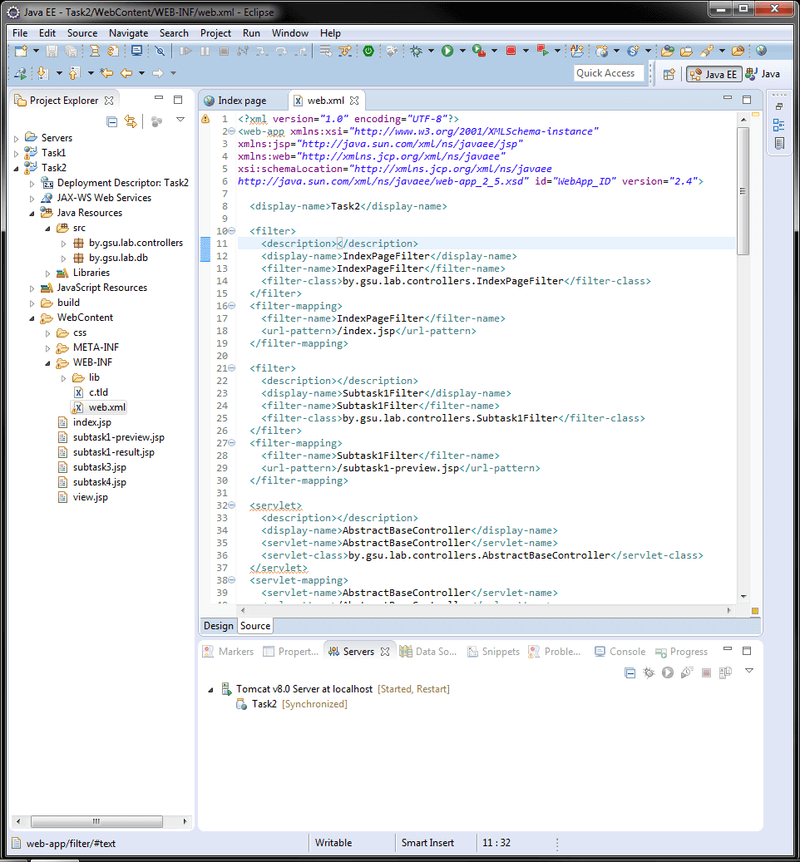 Java EE - Task2/WebContent/WEB-INF/web.xml - Eclipse
File Edit Source Navigate Search Project Run Window Help
Quick Access
Java EE
Java
Project Explorer
Servers
Task1
Task2
Deployment Descriptor: Task2
JAX-WS Web Services
Java Resources
src
by.gsu.lab.controllers
by.gsu.lab.db
Libraries
JavaScript Resources
build
WebContent
css
META-INF
WEB-INF
lib
c.tld
web.xml
index.jsp
subtask1-preview.jsp
subtask1-result.jsp
subtask3.jsp
subtask4.jsp
view.jsp
Index page
web.xml
1 <?xml version="1.0" encoding="UTF-8"?>
2 <web-app xmlns:xsi="http://www.w3.org/2001/XMLSchema-instance"
3 xmlns:jsp="http://java.sun.com/xml/ns/javaee/jsp"
4 xmlns:web="http://xmlns.jcp.org/xml/ns/javaee"
5 xsi:schemaLocation="http://xmlns.jcp.org/xml/ns/javaee
6 http://java.sun.com/xml/ns/javaee/web-app_2_5.xsd" id="WebApp_ID" version="2.4">
7
8 <display-name>Task2</display-name>
9
10 <filter>
11 <description></description>
12 <display-name>IndexPageFilter</display-name>
13 <filter-name>IndexPageFilter</filter-name>
14 <filter-class>by.gsu.lab.controllers.IndexPageFilter</filter-class>
15 </filter>
16 <filter-mapping>
17 <filter-name>IndexPageFilter</filter-name>
18 <url-pattern>/index.jsp</url-pattern>
19 </filter-mapping>
20
21 <filter>
22 <description></description>
23 <display-name>Subtask1Filter</display-name>
24 <filter-name>Subtask1Filter</filter-name>
25 <filter-class>by.gsu.lab.controllers.Subtask1Filter</filter-class>
26 </filter>
27 <filter-mapping>
28 <filter-name>Subtask1Filter</filter-name>
29 <url-pattern>/subtask1-preview.jsp</url-pattern>
30 </filter-mapping>
31
32 <servlet>
33 <description></description>
34 <display-name>AbstractBaseController</display-name>
35 <servlet-name>AbstractBaseController</servlet-name>
36 <servlet-class>by.gsu.lab.controllers.AbstractBaseController</servlet-class>
37 </servlet>
38 <servlet-mapping>
39 <servlet-name>AbstractBaseController</servlet-name>
Design Source
Markers Propert... Servers Data So... Snippets Proble... Console Progress
Tomcat v8.0 Server at localhost [Started, Restart]
Task2 [Synchronized]
web-app/filter/#text Writable Smart Insert 11 : 32